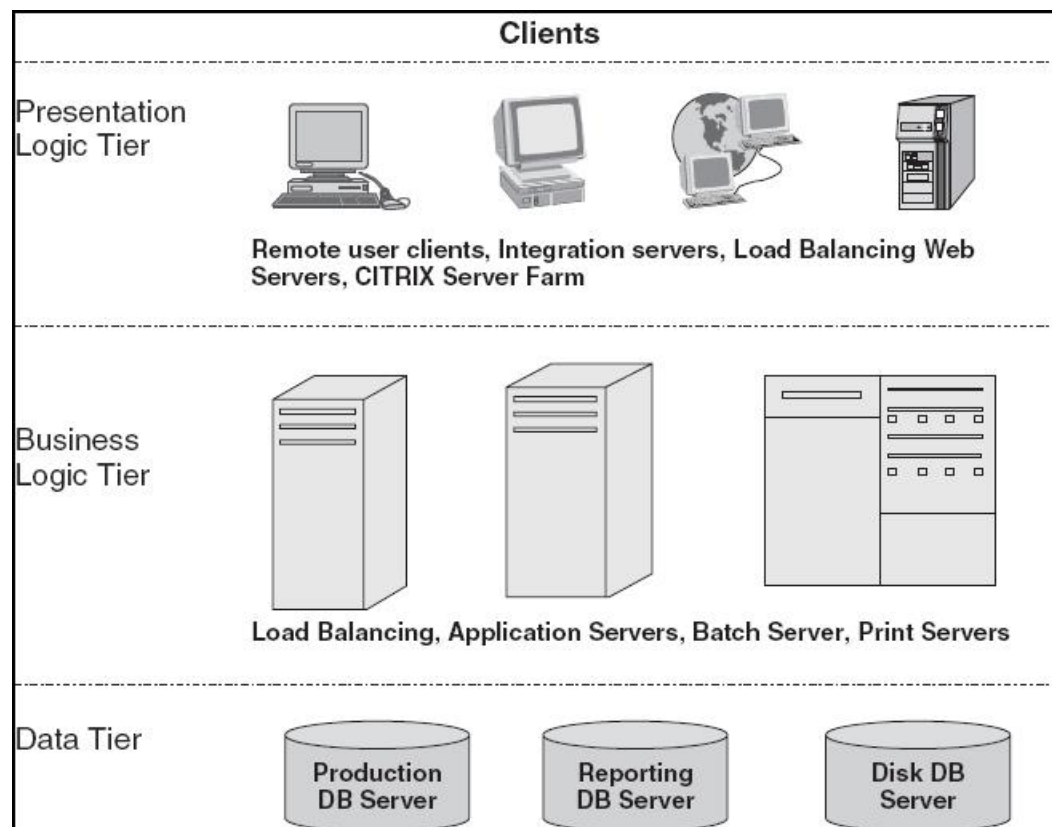 Clients
Presentation
Logic Tier
Remote user clients, Integration servers, Load Balancing Web
Servers, CITRIX Server Farm
Business
Logic Tier
Load Balancing, Application Servers, Batch Server, Print Servers
Data Tier
Production
DB Server
Reporting
DB Server
Disk DB
Server